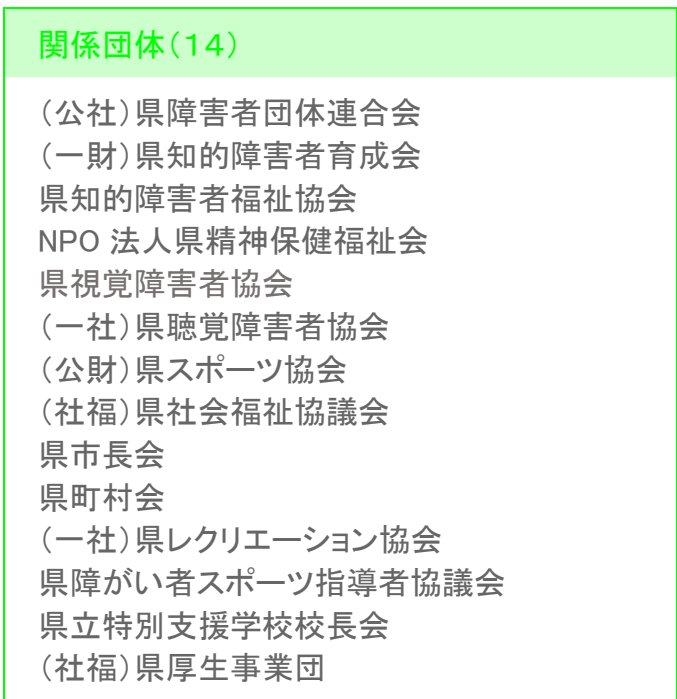 関係団体(14)
(公社)県障害者団体連合会
(一財)県知的障害者育成会
県知的障害者福祉協会
NPO 法人県精神保健福祉会
県視覚障害者協会
(一社)県聴覚障害者協会
(公財)県スポーツ協会
(社福)県社会福祉協議会
県市長会
県町村会
(一社)県レクリエーション協会
県障がい者スポーツ指導者協議会
県立特別支援学校校長会
(社福)県厚生事業団